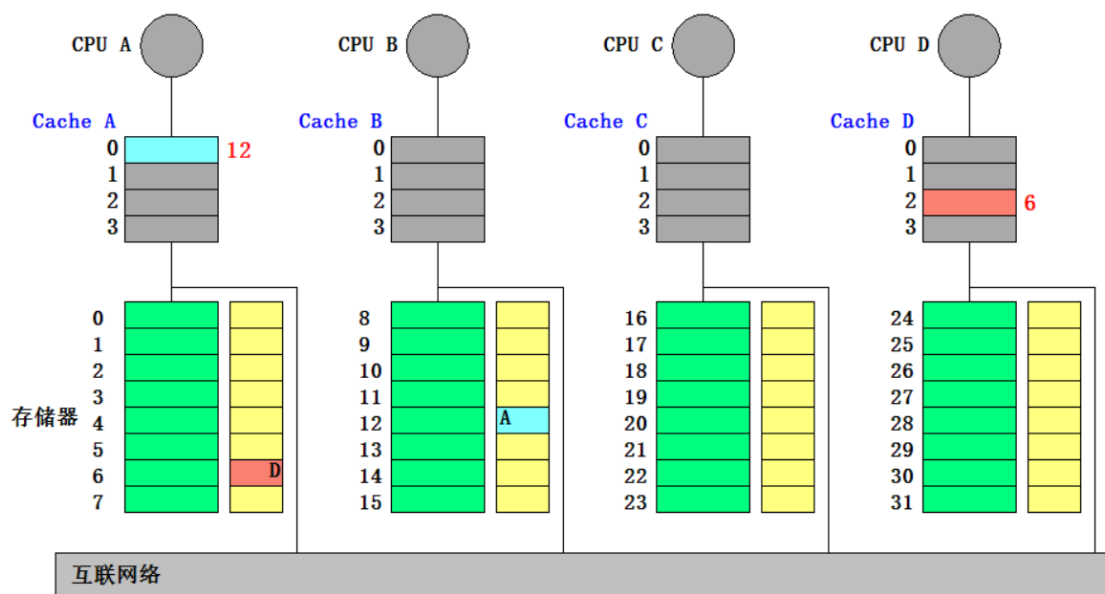 CPU A CPU B CPU C CPU D
Cache A Cache B Cache C Cache D
0 12 0 0 0
1 1 1 1
2 2 2 2 6
3 3 3 3
0 8 16 24
1 9 17 25
2 10 18 26
3 11 19 27
存储器 4 12 A 20 28
5 13 21 29
6 D 14 22 30
7 15 23 31
互联网络